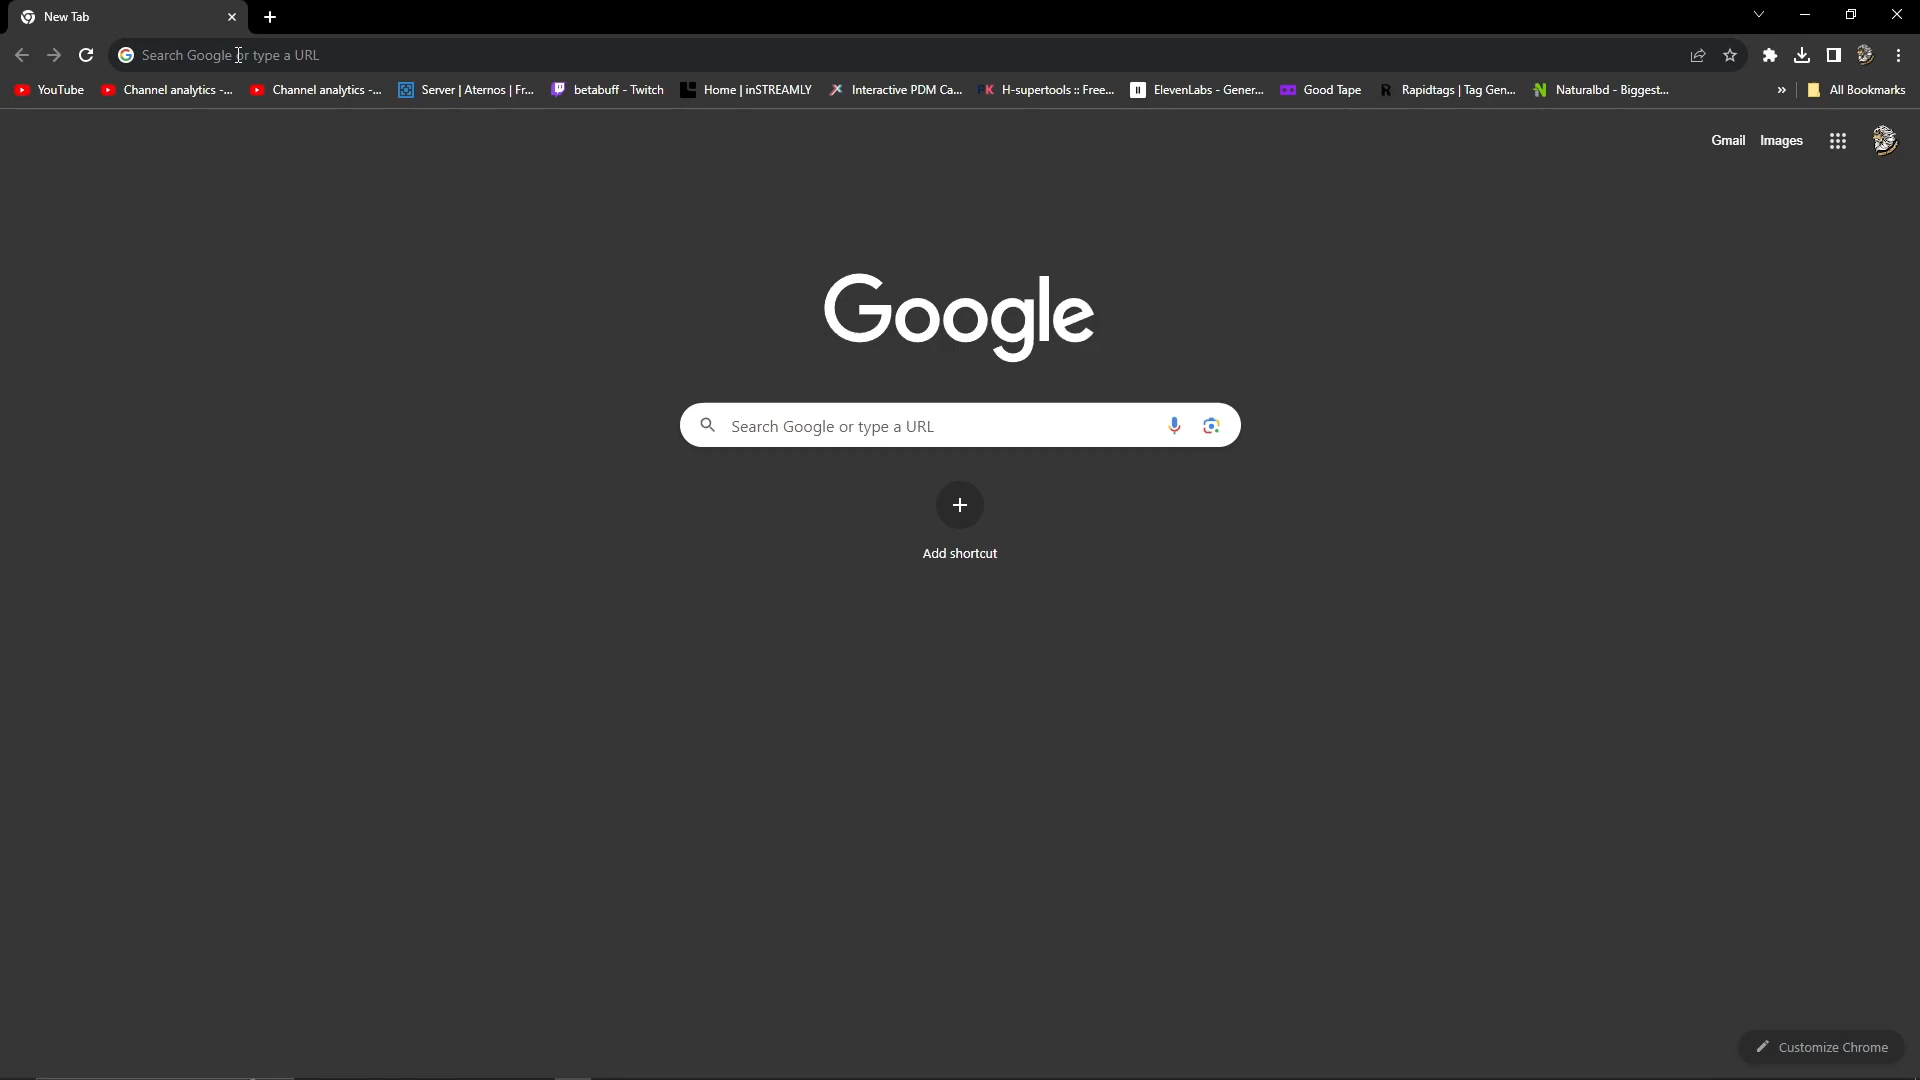 New Tab
Search Google or type a URL
YouTube Channel analytics -... Channel analytics -... Server | Aternos | Fr... betabuff - Twitch Home | inSTREAMLY Interactive PDM Ca... H-supertools :: Free... ElevenLabs - Gener... Good Tape Rapidtags | Tag Gen... Naturalbd - Biggest... » All Bookmarks
Gmail Images
Google
Search Google or type a URL
Add shortcut
Customize Chrome